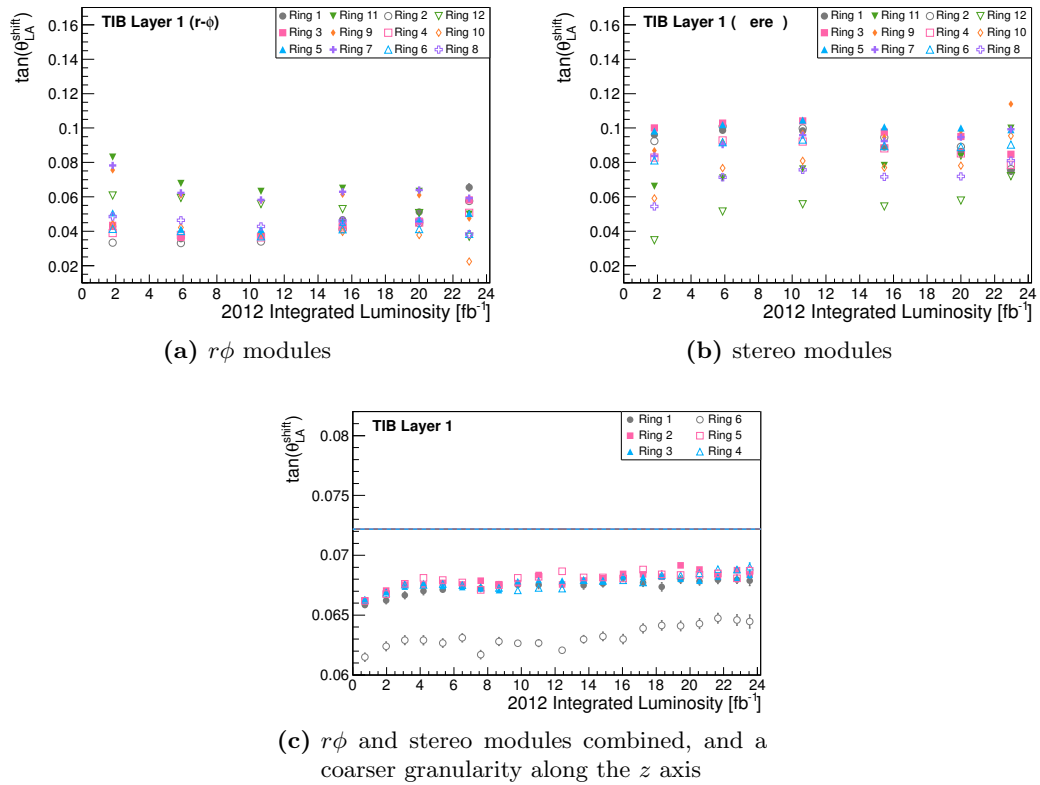 TIB Layer 1 (r-ϕ)
Ring 1 Ring 11 Ring 2 Ring 12
Ring 3 Ring 9 Ring 4 Ring 10
Ring 5 Ring 7 Ring 6 Ring 8
tan(θ_LA^shift)
0.16
0.14
0.12
0.1
0.08
0.06
0.04
0.02
0 2 4 6 8 10 12 14 16 18 20 22 24
2012 Integrated Luminosity [fb⁻¹]
(a) rϕ modules
TIB Layer 1 ( ere )
Ring 1 Ring 11 Ring 2 Ring 12
Ring 3 Ring 9 Ring 4 Ring 10
Ring 5 Ring 7 Ring 6 Ring 8
tan(θ_LA^shift)
0.16
0.14
0.12
0.1
0.08
0.06
0.04
0.02
0 2 4 6 8 10 12 14 16 18 20 22 24
2012 Integrated Luminosity [fb⁻¹]
(b) stereo modules
TIB Layer 1
Ring 1 Ring 6
Ring 2 Ring 5
Ring 3 Ring 4
tan(θ_LA^shift)
0.08
0.075
0.07
0.065
0.06
0 2 4 6 8 10 12 14 16 18 20 22 24
2012 Integrated Luminosity [fb⁻¹]
(c) rϕ and stereo modules combined, and a
coarser granularity along the z axis